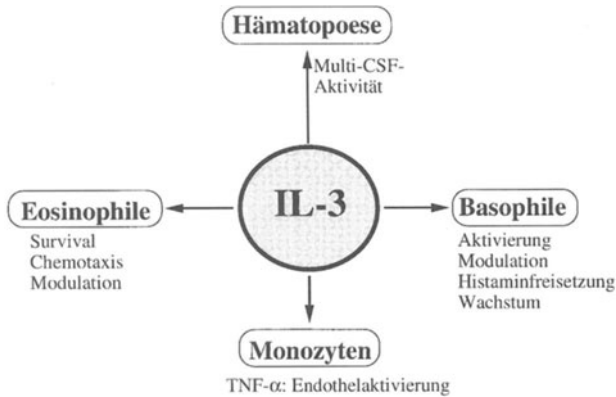 Hämatopoese
Multi-CSF-
Aktivität
IL-3
Eosinophile
Survival
Chemotaxis
Modulation
Basophile
Aktivierung
Modulation
Histaminfreisetzung
Wachstum
Monozyten
TNF-α: Endothelaktivierung